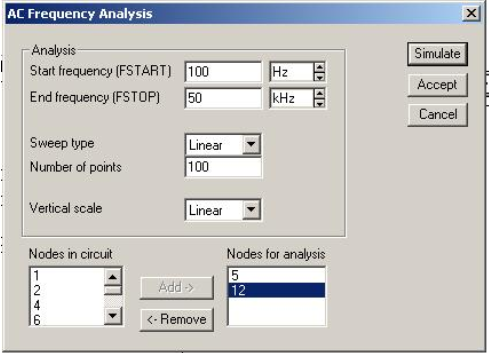 AC Frequency Analysis
Analysis
Start frequency (FSTART) 100 Hz
End frequency (FSTOP) 50 kHz
Sweep type Linear
Number of points 100
Vertical scale Linear
Simulate
Accept
Cancel
Nodes in circuit
1
2
4
6
Add ->
<- Remove
Nodes for analysis
5
12